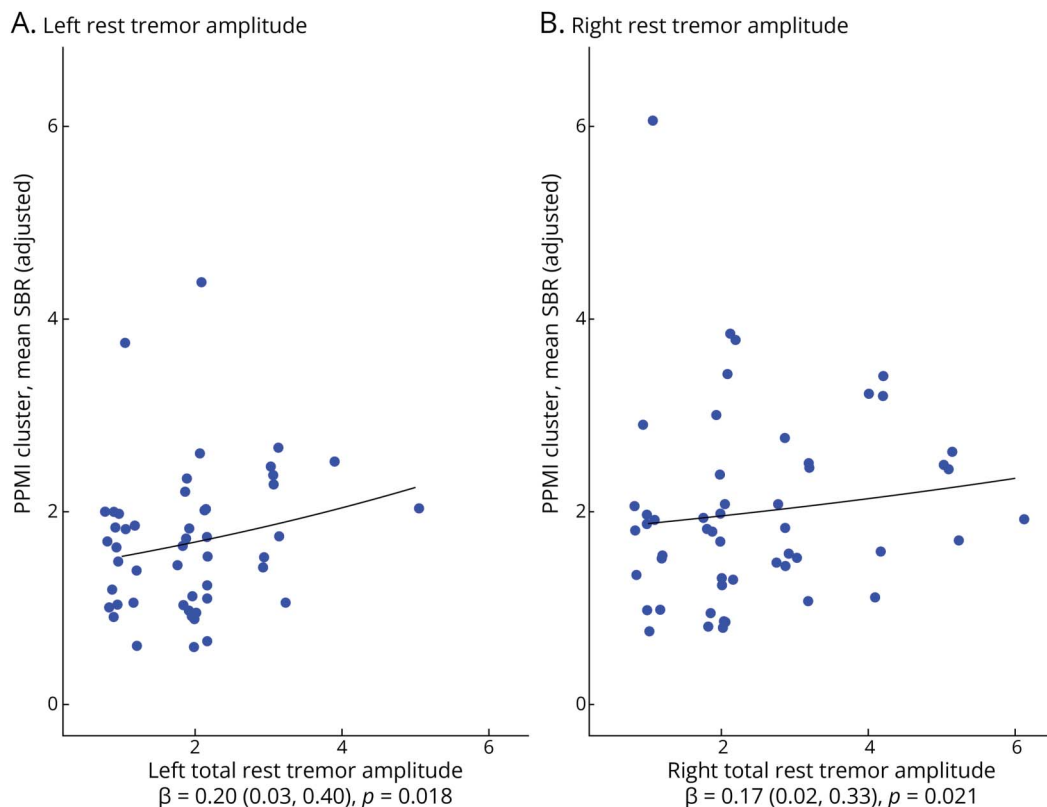 A. Left rest tremor amplitude
PPMI cluster, mean SBR (adjusted)
6
4
2
0
2 4 6
Left total rest tremor amplitude
β = 0.20 (0.03, 0.40), p = 0.018
B. Right rest tremor amplitude
PPMI cluster, mean SBR (adjusted)
6
4
2
0
2 4 6
Right total rest tremor amplitude
β = 0.17 (0.02, 0.33), p = 0.021